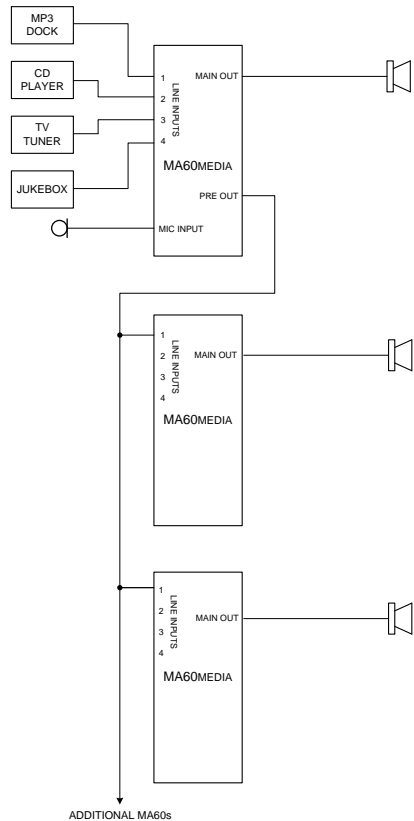 MP3
DOCK
CD
PLAYER
TV
TUNER
JUKEBOX
1
2
3
4
LINE INPUTS
MAIN OUT
MA60MEDIA
PRE OUT
MIC INPUT
1
2
3
4
LINE INPUTS
MAIN OUT
MA60MEDIA
1
2
3
4
LINE INPUTS
MAIN OUT
MA60MEDIA
ADDITIONAL MA60s